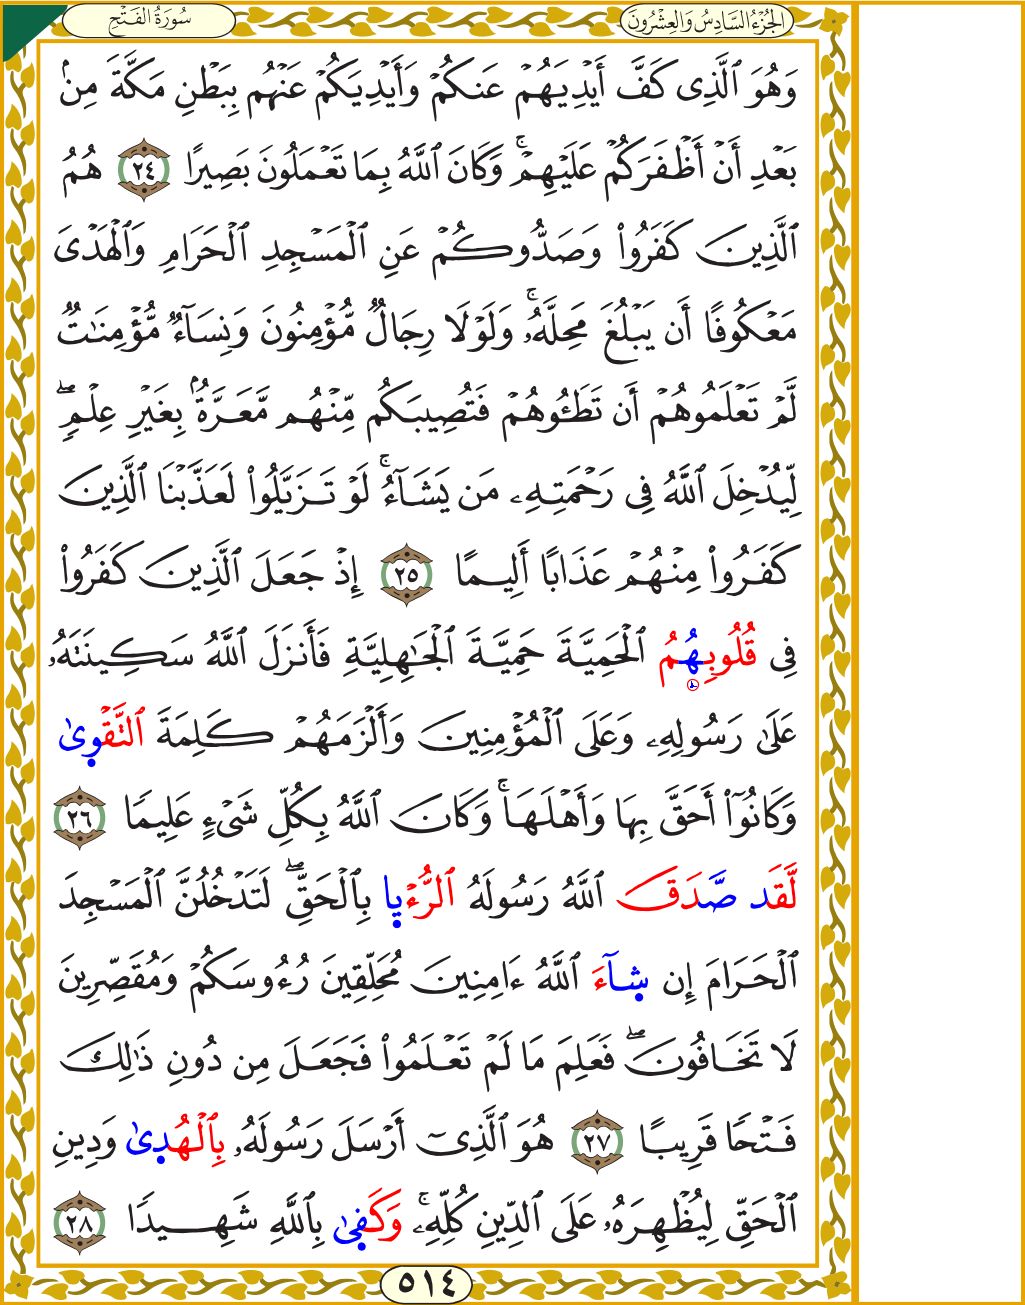 الجُزْءُ السَّادِسُ وَالعِشْرُونَ
سُورَةُ الفَتْحِ
وَهُوَ ٱلَّذِى كَفَّ أَيْدِيَهُمْ عَنكُمْ وَأَيْدِيَكُمْ عَنْهُم بِبَطْنِ مَكَّةَ مِنۢ
بَعْدِ أَنْ أَظْفَرَكُمْ عَلَيْهِمْ ۚ وَكَانَ ٱللَّهُ بِمَا تَعْمَلُونَ بَصِيرًا ٢٤ هُمُ
ٱلَّذِينَ كَفَرُوا۟ وَصَدُّوكُمْ عَنِ ٱلْمَسْجِدِ ٱلْحَرَامِ وَٱلْهَدْىَ
مَعْكُوفًا أَن يَبْلُغَ مَحِلَّهُۥ ۚ وَلَوْلَا رِجَالٌ مُّؤْمِنُونَ وَنِسَآءٌ مُّؤْمِنَٰتٌ
لَّمْ تَعْلَمُوهُمْ أَن تَطَـُٔوهُمْ فَتُصِيبَكُم مِّنْهُم مَّعَرَّةٌۢ بِغَيْرِ عِلْمٍ ۖ
لِّيُدْخِلَ ٱللَّهُ فِى رَحْمَتِهِۦ مَن يَشَآءُ ۚ لَوْ تَزَيَّلُوا۟ لَعَذَّبْنَا ٱلَّذِينَ
كَفَرُوا۟ مِنْهُمْ عَذَابًا أَلِيمًا ٢٥ إِذْ جَعَلَ ٱلَّذِينَ كَفَرُوا۟
فِى قُلُوبِهِمُ ٱلْحَمِيَّةَ حَمِيَّةَ ٱلْجَٰهِلِيَّةِ فَأَنزَلَ ٱللَّهُ سَكِينَتَهُۥ
عَلَىٰ رَسُولِهِۦ وَعَلَى ٱلْمُؤْمِنِينَ وَأَلْزَمَهُمْ كَلِمَةَ ٱلتَّقْوِىٰ
وَكَانُوٓا۟ أَحَقَّ بِهَا وَأَهْلَهَا ۚ وَكَانَ ٱللَّهُ بِكُلِّ شَىْءٍ عَلِيمًا ٢٦
لَّقَد صَّدَقَ ٱللَّهُ رَسُولَهُ ٱلرُّءْيِا بِٱلْحَقِّ ۖ لَتَدْخُلُنَّ ٱلْمَسْجِدَ
ٱلْحَرَامَ إِن شِآءَ ٱللَّهُ ءَامِنِينَ مُحَلِّقِينَ رُءُوسَكُمْ وَمُقَصِّرِينَ
لَا تَخَافُونَ ۖ فَعَلِمَ مَا لَمْ تَعْلَمُوا۟ فَجَعَلَ مِن دُونِ ذَٰلِكَ
فَتْحًا قَرِيبًا ٢٧ هُوَ ٱلَّذِىٓ أَرْسَلَ رَسُولَهُۥ بِٱلْهُدِىٰ وَدِينِ
ٱلْحَقِّ لِيُظْهِرَهُۥ عَلَى ٱلدِّينِ كُلِّهِۦ ۚ وَكَفِىٰ بِٱللَّهِ شَهِيدًا ٢٨
٥١٤